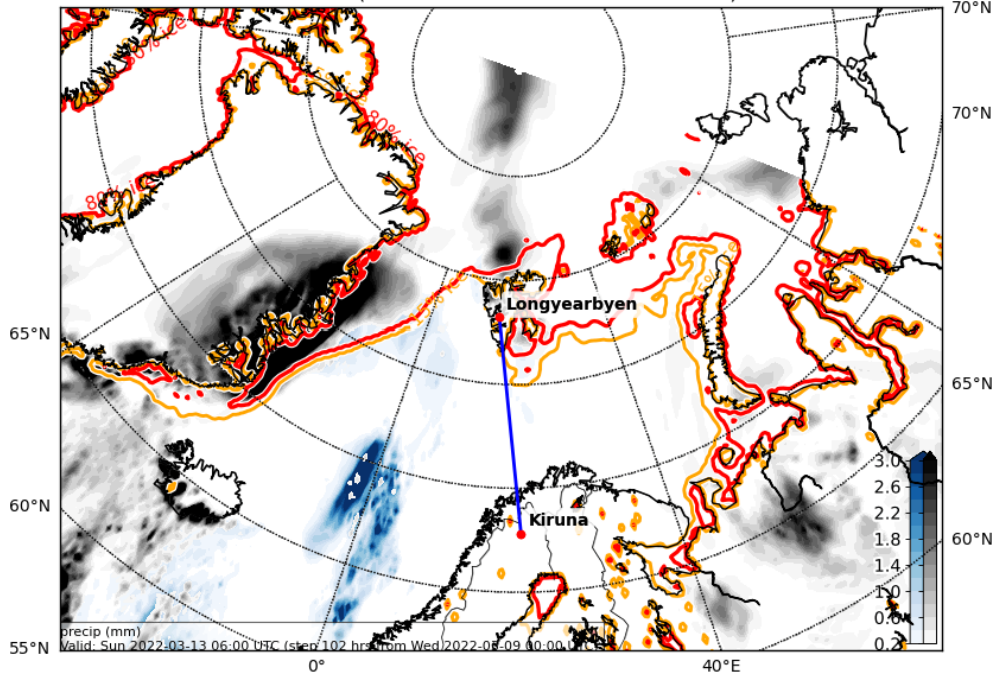 70°N
80% ice
70°N
80% ice
80% ice
Longyearbyen
65°N
65°N
3.0
2.6
60°N
Kiruna
2.2
60°N
1.8
1.4
1.0
0.6
0.2
precip (mm)
Valid: Sun 2022-03-13 06:00 UTC (step 102 hrs from Wed 2022-03-09 00:00 UTC)
55°N
0°
40°E